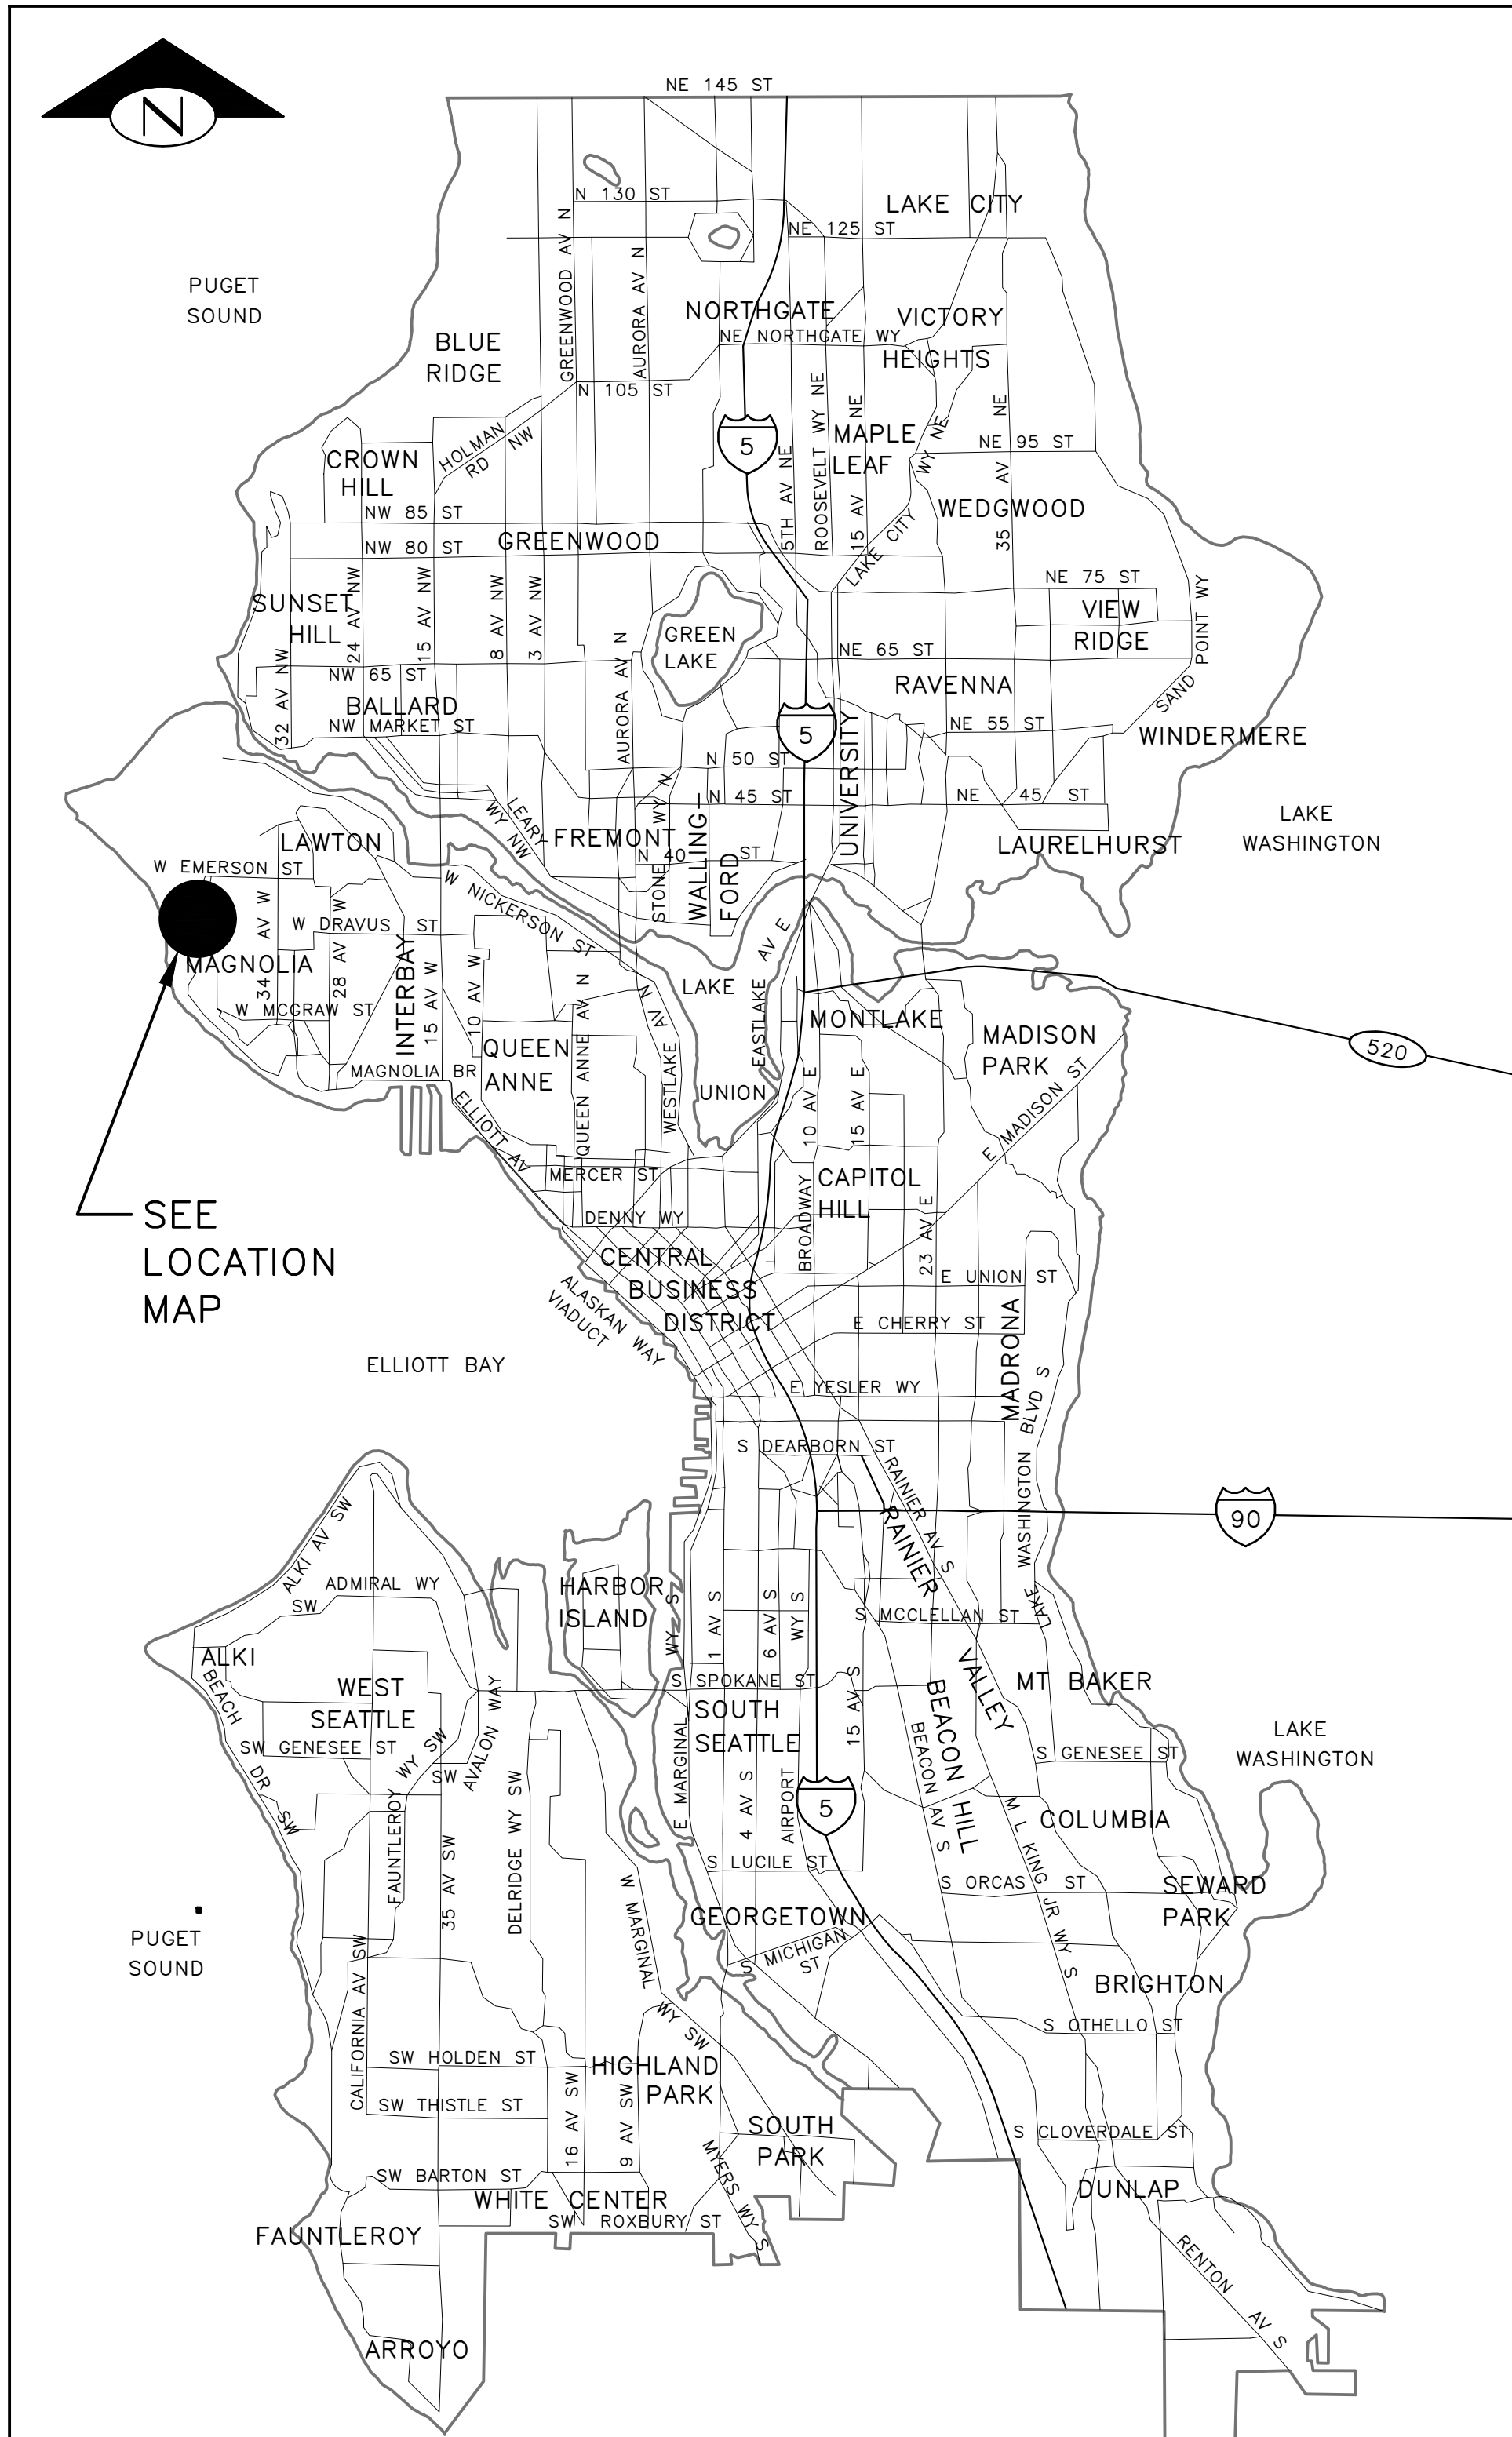 N
NE 145 ST
N 130 ST
LAKE CITY
NE 125 ST
GREENWOOD AV N
AURORA AV N
PUGET
SOUND
NORTHGATE
VICTORY
HEIGHTS
NE NORTHGATE WY
BLUE
RIDGE
N 105 ST
HOLMAN
RD NW
CROWN
HILL
5
MAPLE
LEAF
NE 95 ST
5TH AV NE
ROOSEVELT WY NE
15 AV NE
LAKE CITY WY NE
35 AV NE
WEDGWOOD
NW 85 ST
GREENWOOD
NW 80 ST
NE 75 ST
VIEW
RIDGE
SUNSET
HILL
32 AV NW
24 AV NW
15 AV NW
8 AV NW
3 AV NW
AURORA AV N
GREEN
LAKE
NE 65 ST
SAND POINT WY
RAVENNA
NW 65 ST
BALLARD
NW MARKET ST
NE 55 ST
WINDERMERE
5
N 50 ST
UNIVERSITY
N 45 ST
NE 45 ST
LAKE
WASHINGTON
LEARY
WY NW
FREMONT
STONE WY N
WALLING-
FORD
N 40 ST
LAURELHURST
LAWTON
W EMERSON ST
W NICKERSON ST
W DRAVUS ST
34 AV W
28 AV W
MAGNOLIA
W MCGRAW ST
INTERBAY
15 AV W
10 AV W
QUEEN
ANNE
QUEEN ANNE AV N
WESTLAKE AV N
LAKE
UNION
EASTLAKE AV E
MONTLAKE
MADISON
PARK
520
MAGNOLIA BR
ELLIOTT AV
10 AV E
15 AV E
E MADISON ST
MERCER ST
CAPITOL
HILL
BROADWAY
23 AV E
DENNY WY
SEE
LOCATION
MAP
CENTRAL
BUSINESS
DISTRICT
ALASKAN WAY
VIADUCT
E UNION ST
E CHERRY ST
MADRONA
ELLIOTT BAY
E YESLER WY
LAKE WASHINGTON BLVD S
S DEARBORN ST
RAINIER AV S
90
ALKI AV SW
ADMIRAL WY
SW
HARBOR
ISLAND
E MARGINAL WY S
1 AV S
6 AV S
AIRPORT WY S
RAINIER
VALLEY
S MCCLELLAN ST
ALKI
BEACH DR SW
WEST
SEATTLE
S SPOKANE ST
SOUTH
SEATTLE
15 AV S
BEACON HILL
BEACON AV S
MT BAKER
LAKE
WASHINGTON
SW GENESEE ST
FAUNTLEROY WY SW
SW AVALON WAY
S GENESEE ST
35 AV SW
DELRIDGE WY SW
4 AV S
5
COLUMBIA
M L KING JR WY S
S LUCILE ST
S ORCAS ST
SEWARD
PARK
PUGET
SOUND
GEORGETOWN
S MICHIGAN
ST
W MARGINAL WY SW
CALIFORNIA AV SW
BRIGHTON
S OTHELLO ST
SW HOLDEN ST
HIGHLAND
PARK
SW THISTLE ST
16 AV SW
9 AV SW
SOUTH
PARK
MYERS WY S
S CLOVERDALE ST
SW BARTON ST
WHITE CENTER
DUNLAP
SW ROXBURY ST
FAUNTLEROY
RENTON AV S
ARROYO